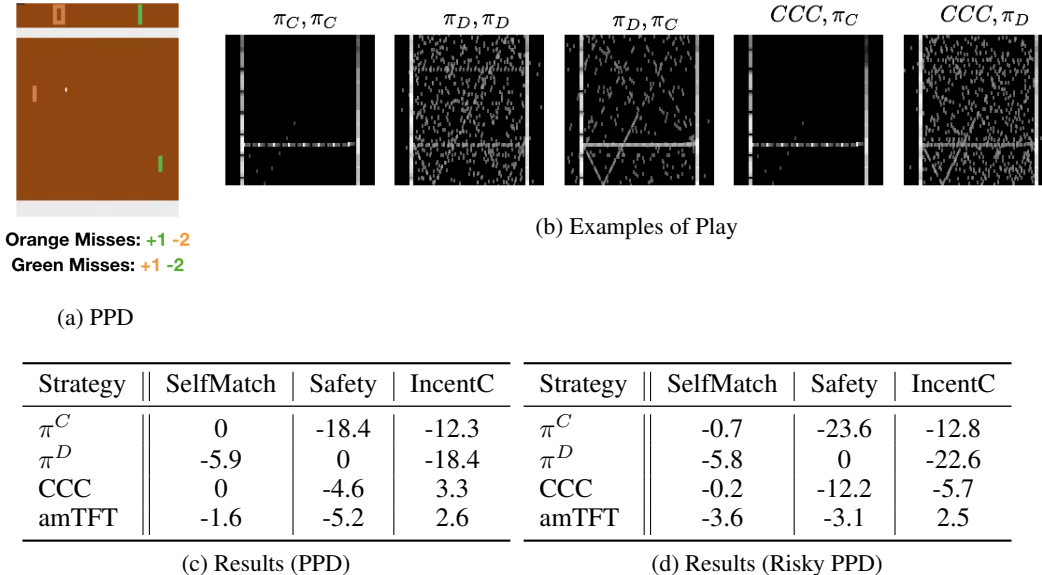 π_C, π_C π_D, π_D π_D, π_C CCC, π_C CCC, π_D
0 1
Orange Misses: +1 -2
Green Misses: +1 -2
(a) PPD
(b) Examples of Play
Strategy SelfMatch Safety IncentC
π^C 0 -18.4 -12.3
π^D -5.9 0 -18.4
CCC 0 -4.6 3.3
amTFT -1.6 -5.2 2.6
(c) Results (PPD)
Strategy SelfMatch Safety IncentC
π^C -0.7 -23.6 -12.8
π^D -5.8 0 -22.6
CCC -0.2 -12.2 -5.7
amTFT -3.6 -3.1 2.5
(d) Results (Risky PPD)